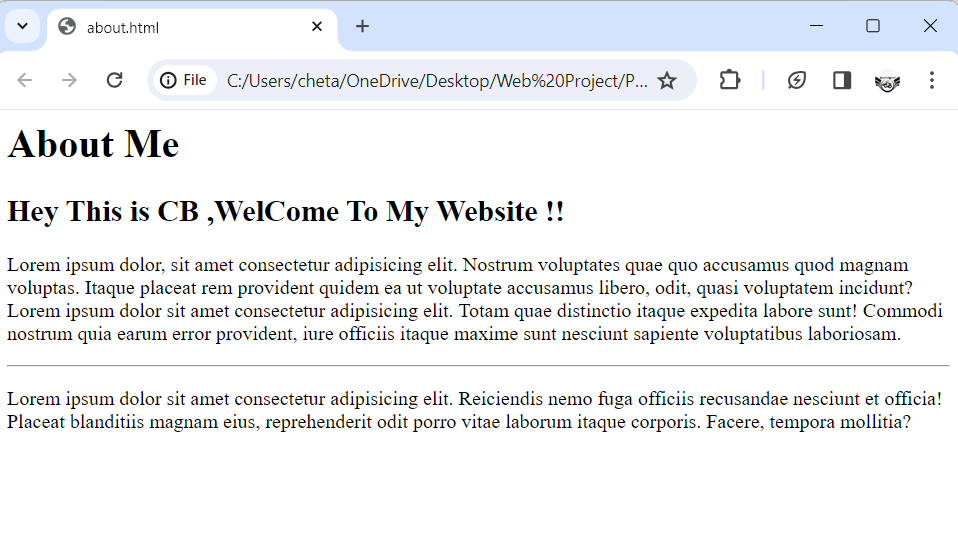 about.html
File
C:/Users/cheta/OneDrive/Desktop/Web%20Project/P...
About Me
Hey This is CB ,WelCome To My Website !!
Lorem ipsum dolor, sit amet consectetur adipisicing elit. Nostrum voluptates quae quo accusamus quod magnam
voluptas. Itaque placeat rem provident quidem ea ut voluptate accusamus libero, odit, quasi voluptatem incidunt?
Lorem ipsum dolor sit amet consectetur adipisicing elit. Totam quae distinctio itaque expedita labore sunt! Commodi
nostrum quia earum error provident, iure officiis itaque maxime sunt nesciunt sapiente voluptatibus laboriosam.
Lorem ipsum dolor sit amet consectetur adipisicing elit. Reiciendis nemo fuga officiis recusandae nesciunt et officia!
Placeat blanditiis magnam eius, reprehenderit odit porro vitae laborum itaque corporis. Facere, tempora mollitia?